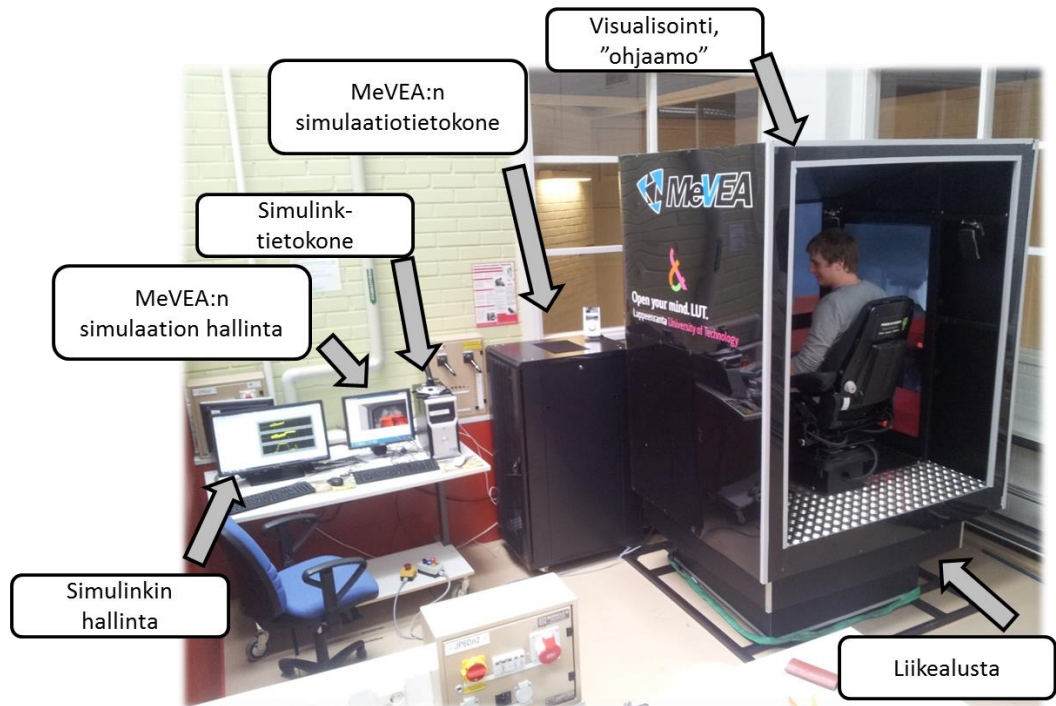 Visualisointi,
”ohjaamo”
MeVEA:n
simulaatiotietokone
Simulink-
tietokone
MeVEA:n
simulaation hallinta
Simulinkin
hallinta
Liikealusta
MeVEA
Open your mind. LUT.
Lappeenranta University of Technology